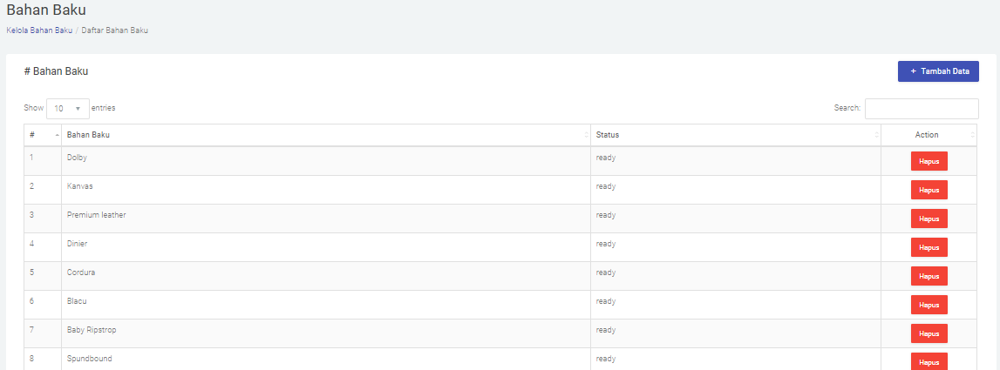 Bahan Baku
Kelola Bahan Baku / Daftar Bahan Baku
# Bahan Baku
+ Tambah Data
Show 10 entries
Search:
# Bahan Baku Status Action
1 Dolby ready Hapus
2 Kanvas ready Hapus
3 Premium leather ready Hapus
4 Dinier ready Hapus
5 Cordura ready Hapus
6 Blacu ready Hapus
7 Baby Ripstrop ready Hapus
8 Spundbound ready Hapus